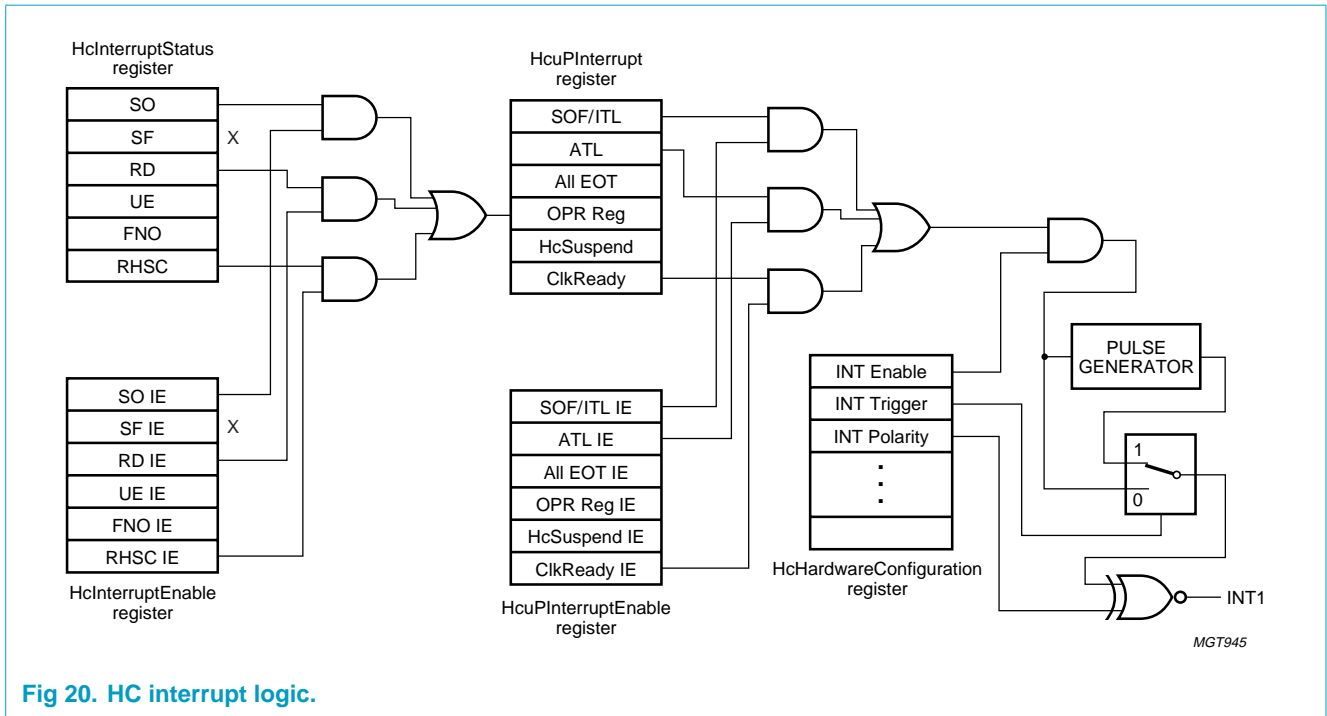 HcInterruptStatus
register
SO
SF
X
RD
UE
FNO
RHSC
SO IE
SF IE
X
RD IE
UE IE
FNO IE
RHSC IE
HcInterruptEnable
register
HcuPInterrupt
register
SOF/ITL
ATL
All EOT
OPR Reg
HcSuspend
ClkReady
SOF/ITL IE
ATL IE
All EOT IE
OPR Reg IE
HcSuspend IE
ClkReady IE
HcuPInterruptEnable
register
INT Enable
INT Trigger
INT Polarity
HcHardwareConfiguration
register
PULSE
GENERATOR
1
0
INT1
MGT945
Fig 20. HC interrupt logic.